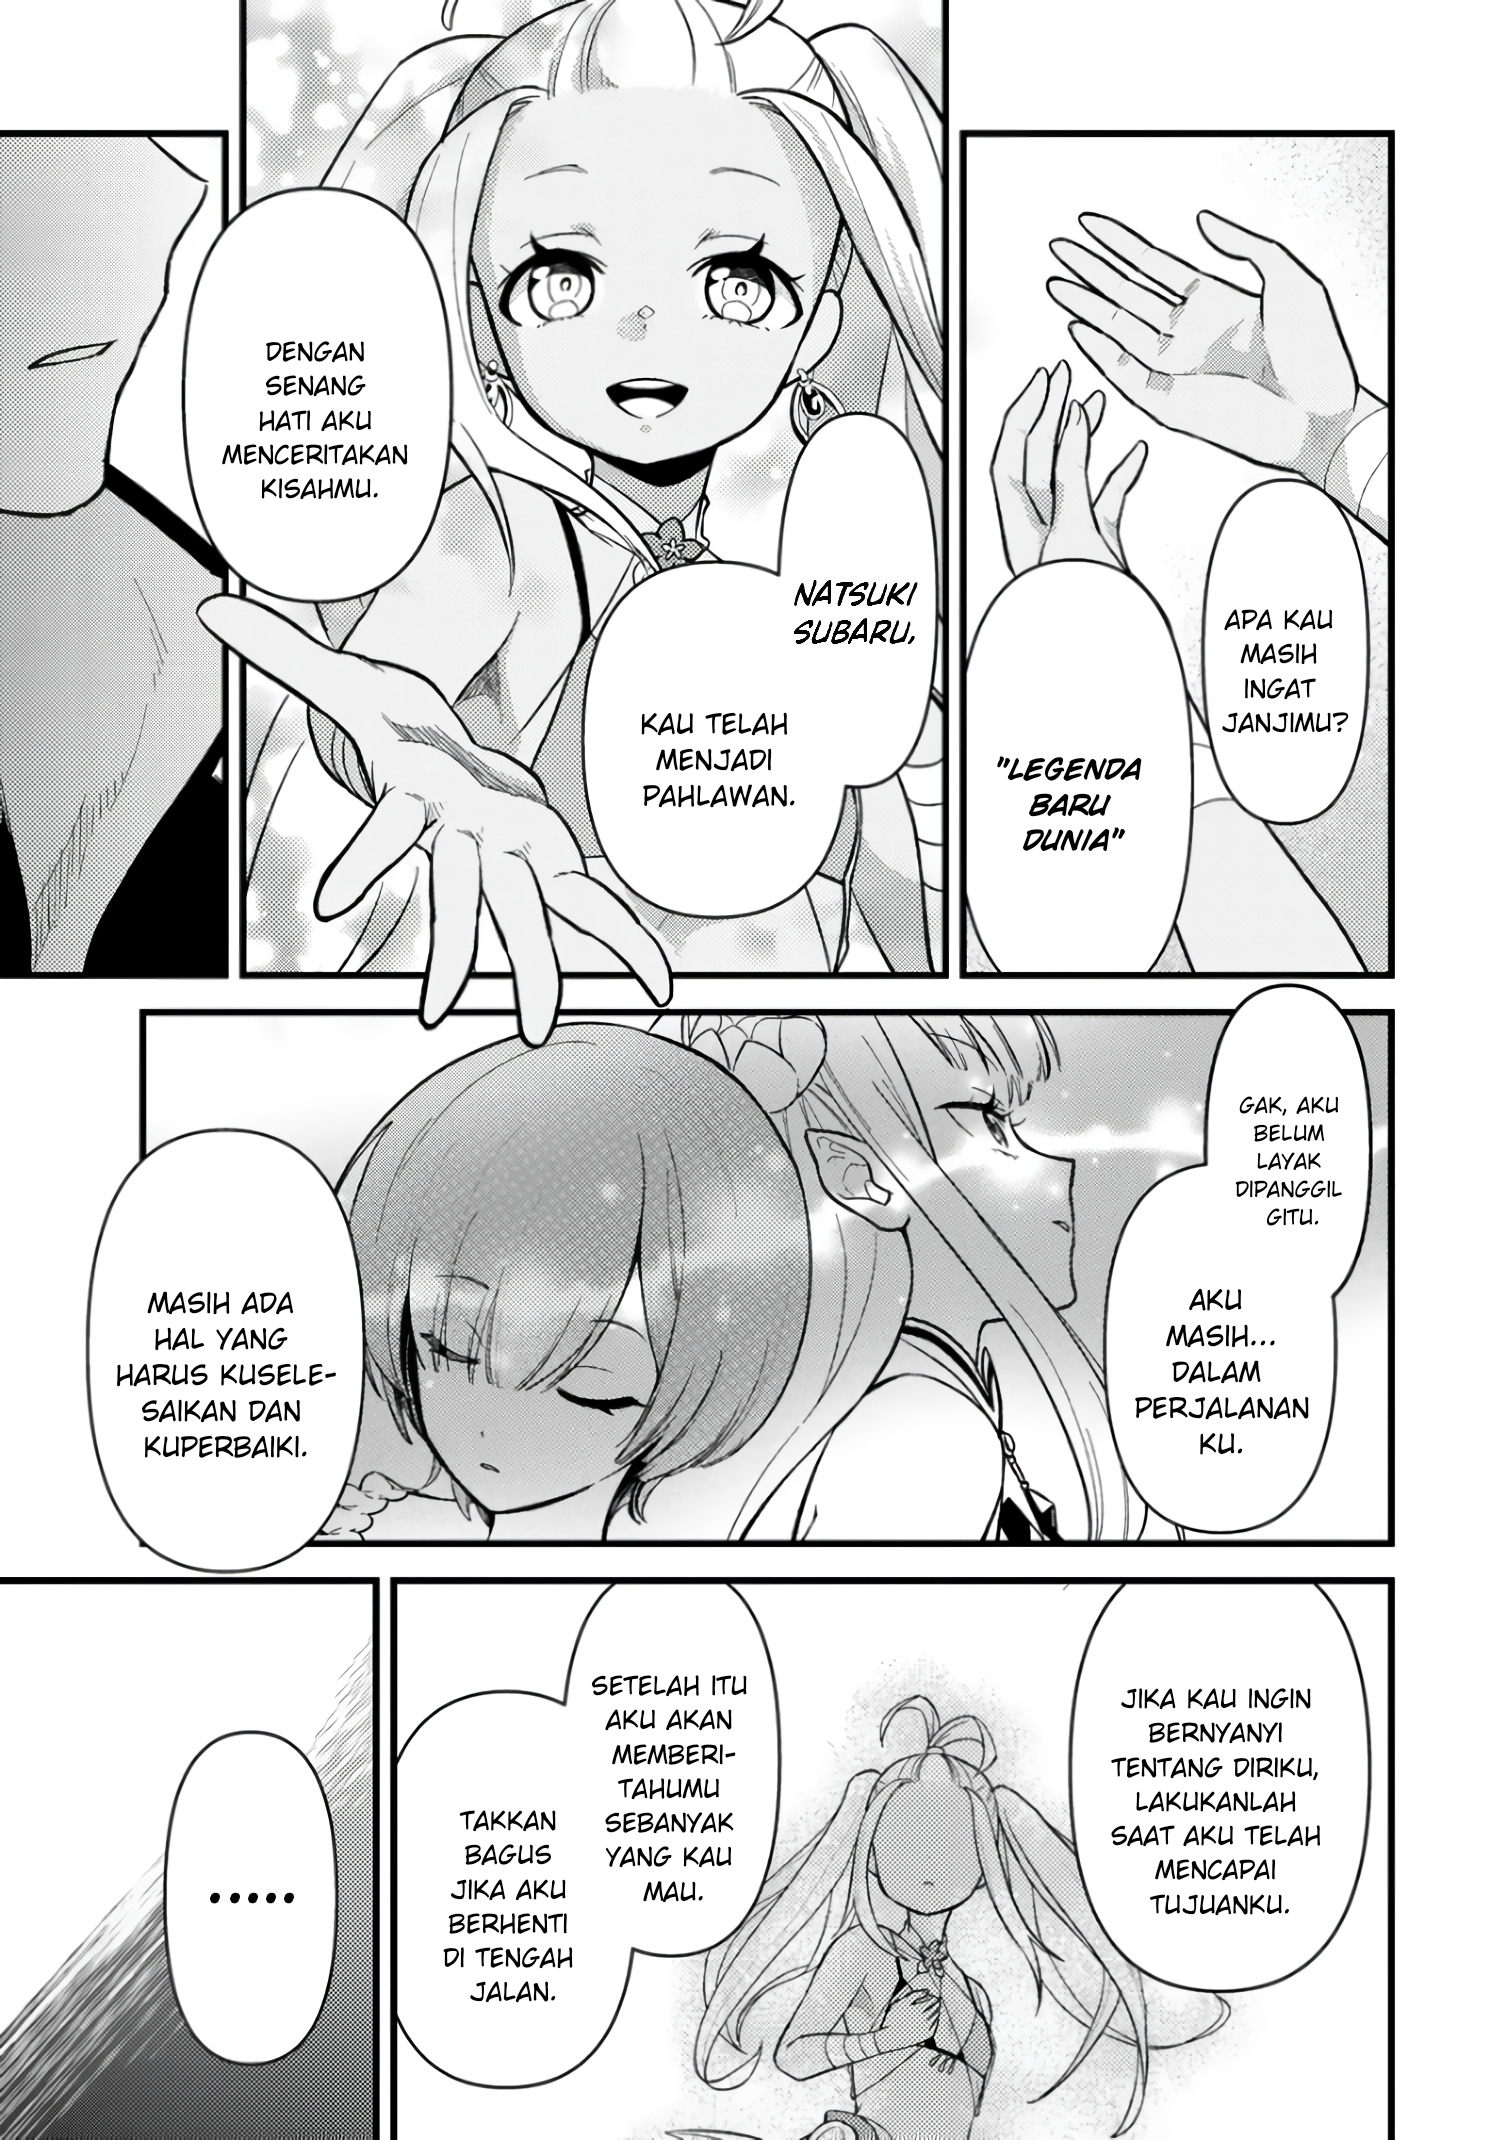 APA KAU
MASIH
INGAT
JANJIMU?
"LEGENDA
BARU
DUNIA"
NATSUKI
SUBARU,
KAU TELAH
MENJADI
PAHLAWAN.
DENGAN
SENANG
HATI AKU
MENCERITAKAN
KISAHMU.
GAK, AKU
BELUM
LAYAK
DIPANGGIL
GITU.
AKU
MASIH...
DALAM
PERJALANAN
KU.
MASIH ADA
HAL YANG
HARUS KUSELE-
SAIKAN DAN
KUPERBAIKI.
JIKA KAU INGIN
BERNYANYI
TENTANG DIRIKU,
LAKUKANLAH
SAAT AKU TELAH
MENCAPAI
TUJUANKU.
SETELAH ITU
AKU AKAN
MEMBERI-
TAHUMU
SEBANYAK
YANG KAU
MAU.
TAKKAN
BAGUS
JIKA AKU
BERHENTI
DI TENGAH
JALAN.
.....